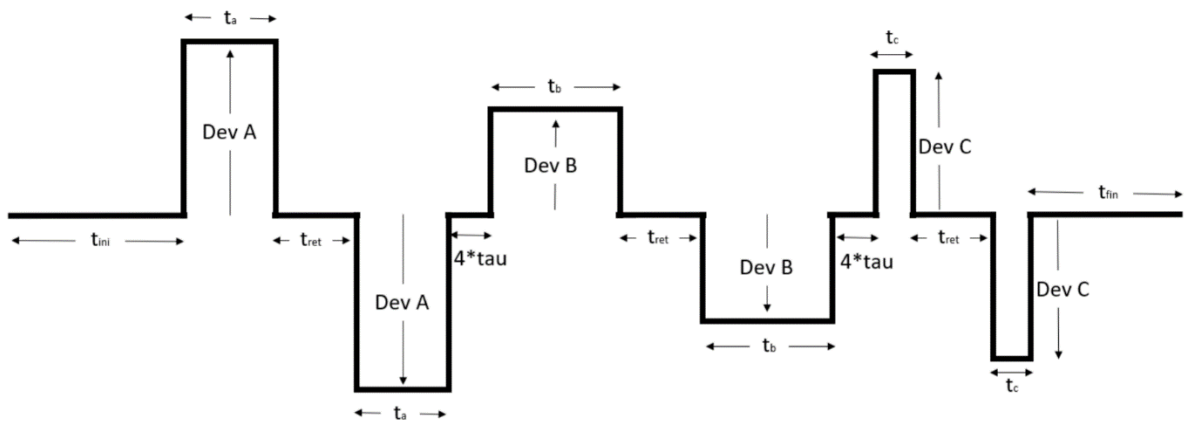 ta
Dev A
tini
tret
Dev A
ta
4*tau
tb
Dev B
tret
Dev B
tb
4*tau
tc
Dev C
tret
Dev C
tc
tfin